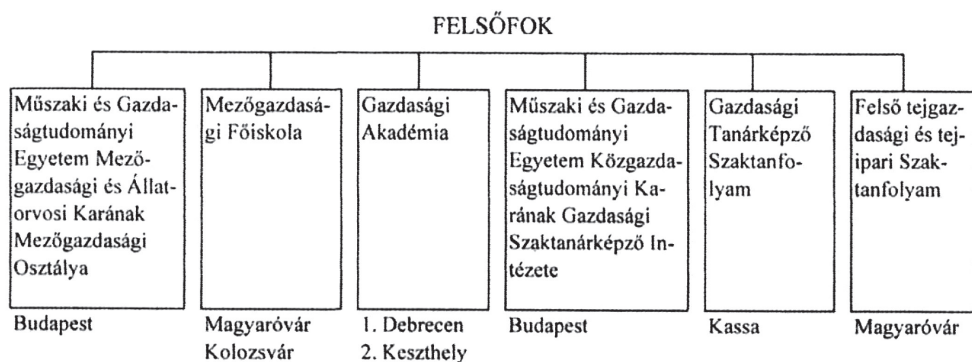 FELSŐFOK
Műszaki és Gazda-
ságtudományi
Egyetem Mező-
gazdasági és Állat-
orvosi Karának
Mezőgazdasági
Osztálya
Budapest
Mezőgazdasá-
gi Főiskola
Magyaróvár
Kolozsvár
Gazdasági
Akadémia
1. Debrecen
2. Keszthely
Műszaki és Gazda-
ságtudományi
Egyetem Közgazda-
ságtudományi Ka-
rának Gazdasági
Szaktanárképző In-
tézete
Budapest
Gazdasági
Tanárképző
Szaktanfo-
lyam
Kassa
Felső tejgaz-
dasági és tej-
ipari Szak-
tanfolyam
Magyaróvár